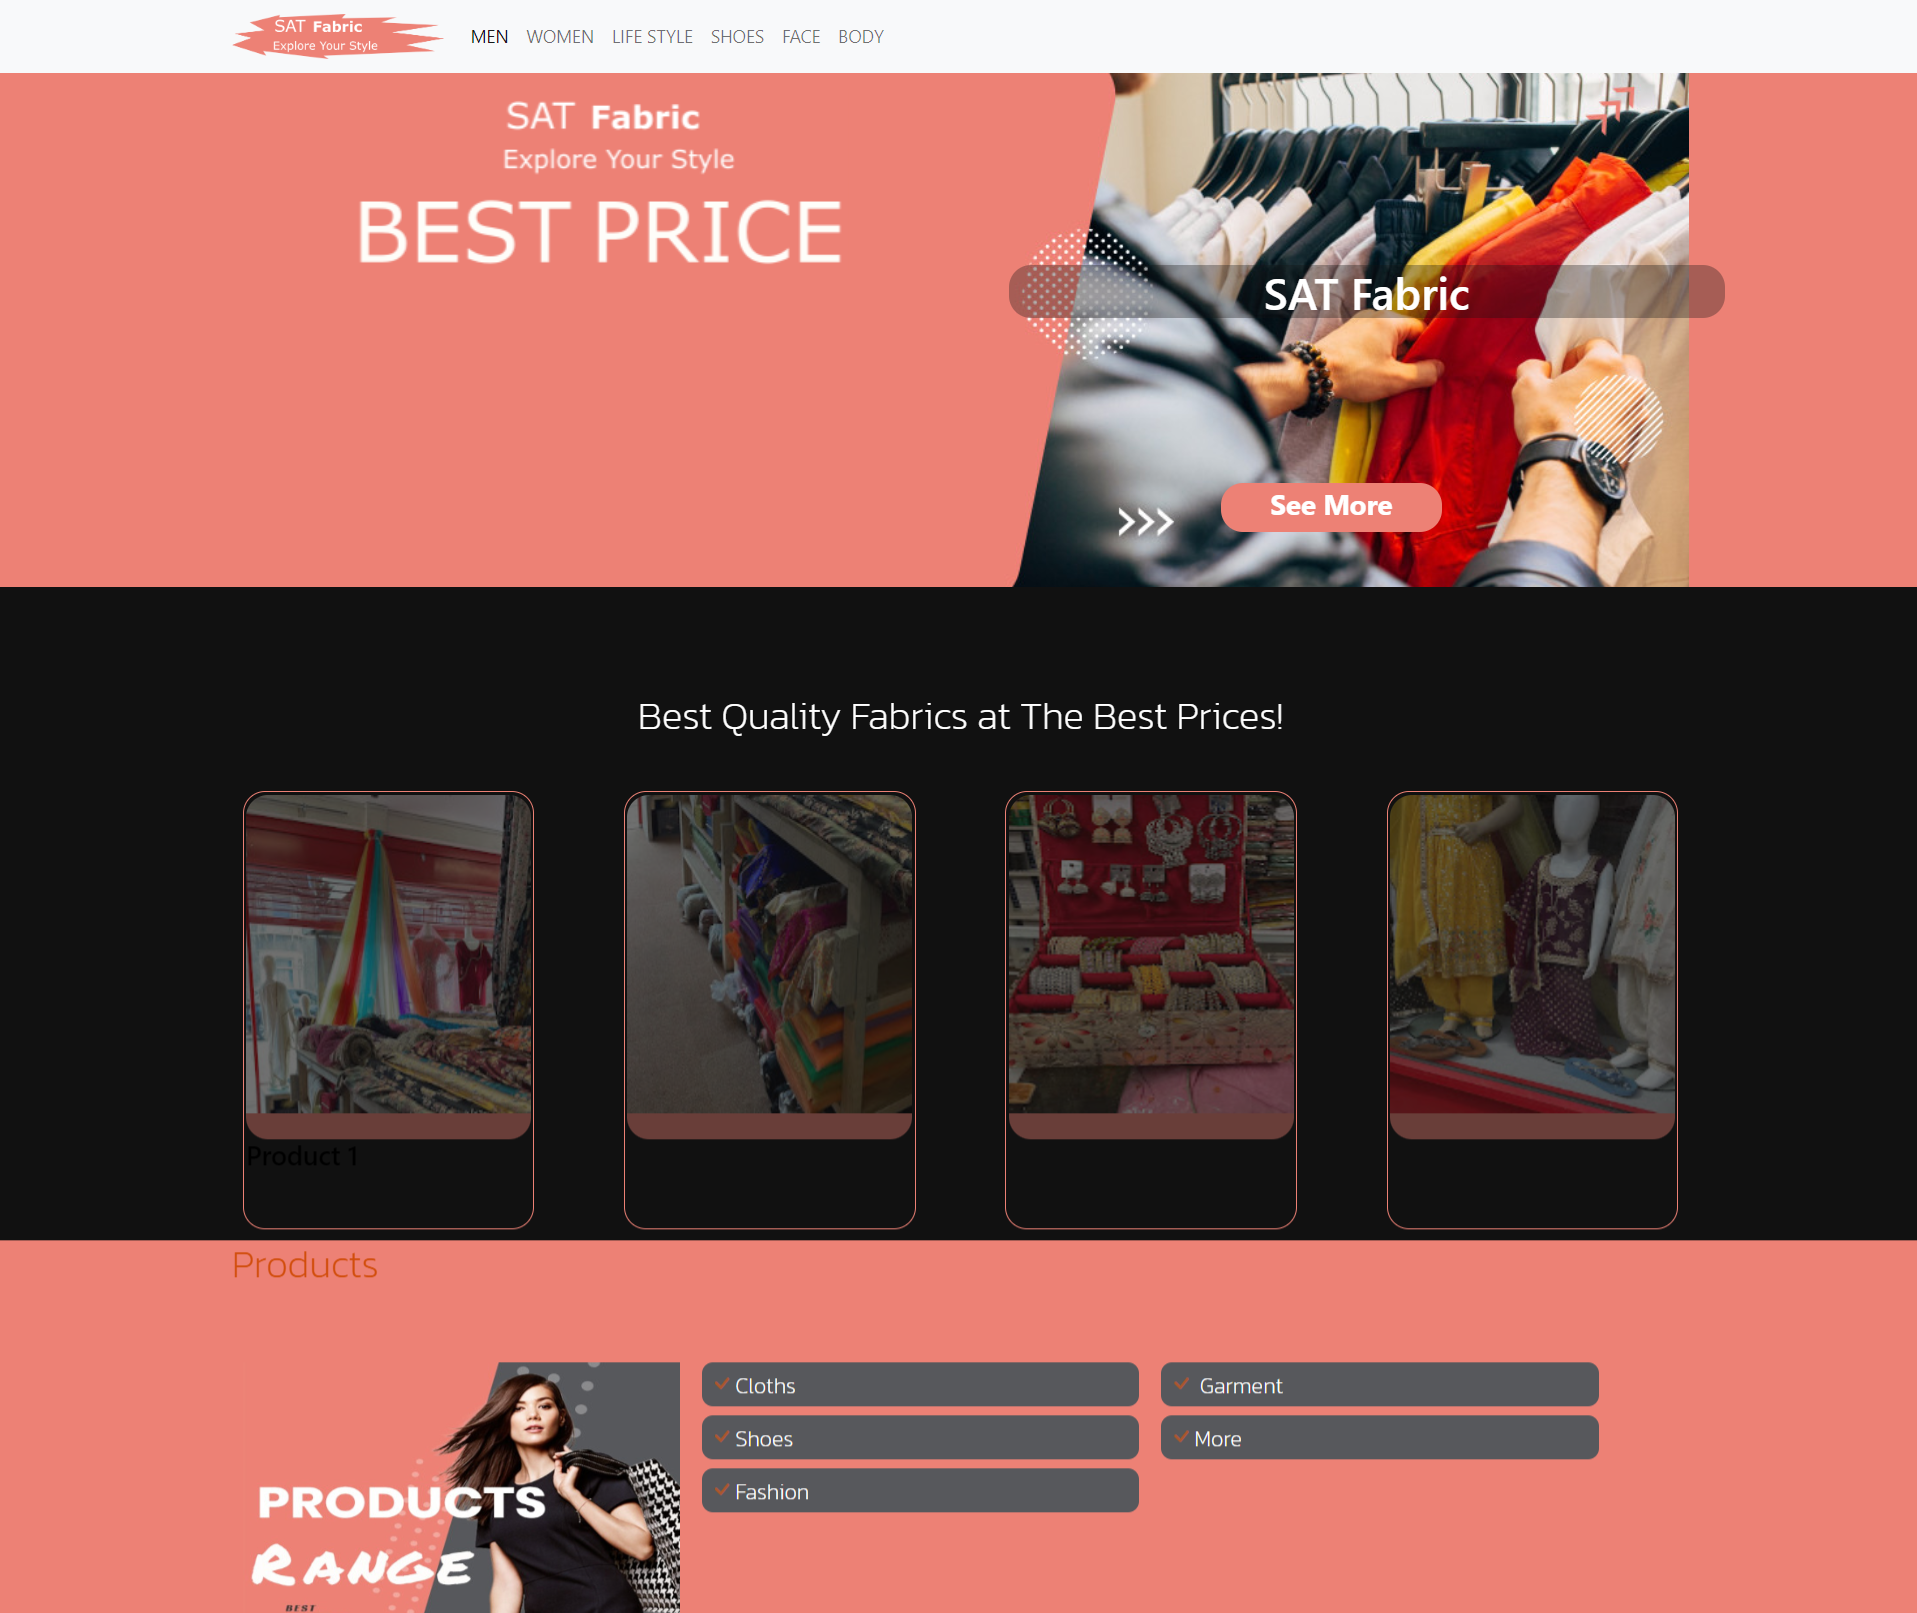 SAT Fabric
Explore Your Style
MEN WOMEN LIFE STYLE SHOES FACE BODY
SAT Fabric
Explore Your Style
BEST PRICE
SAT Fabric
See More
Best Quality Fabrics at The Best Prices!
Product 1
Products
Cloths
Garment
Shoes
More
Fashion
PRODUCTS
RANGE
BEST